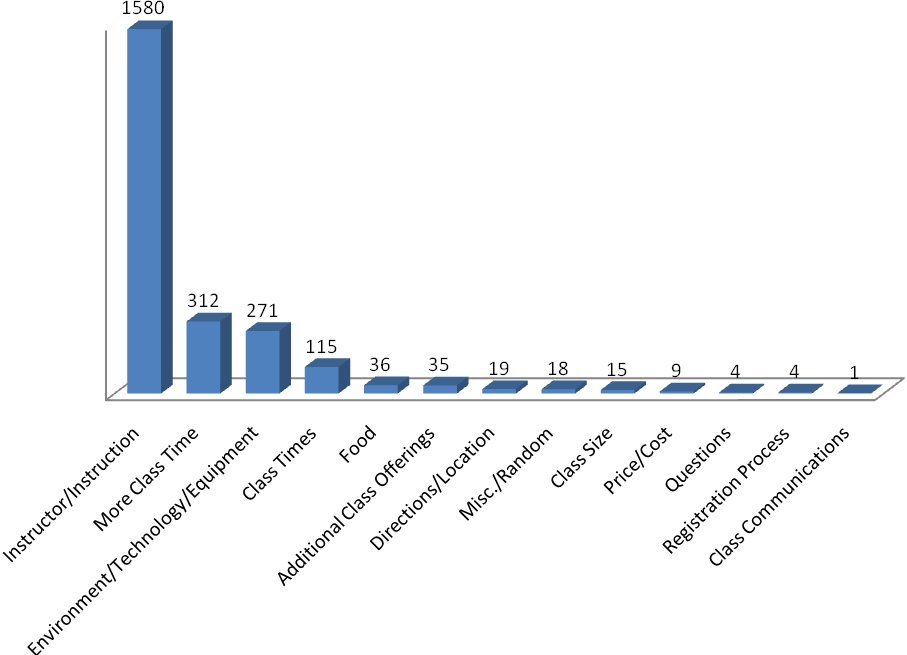 1580
312
271
115
36
35
19
18
15
9
4
4
1
Instructor/Instruction
More Class Time
Environment/Technology/Equipment
Class Times
Food
Additional Class Offerings
Directions/Location
Misc./Random
Class Size
Price/Cost
Questions
Registration Process
Class Communications